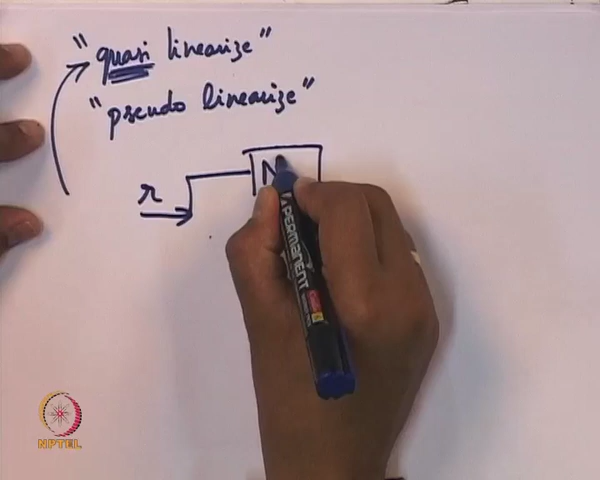 "quasi linearize"
"pseudo linearize"
r
N
PERMANENT
NPTEL